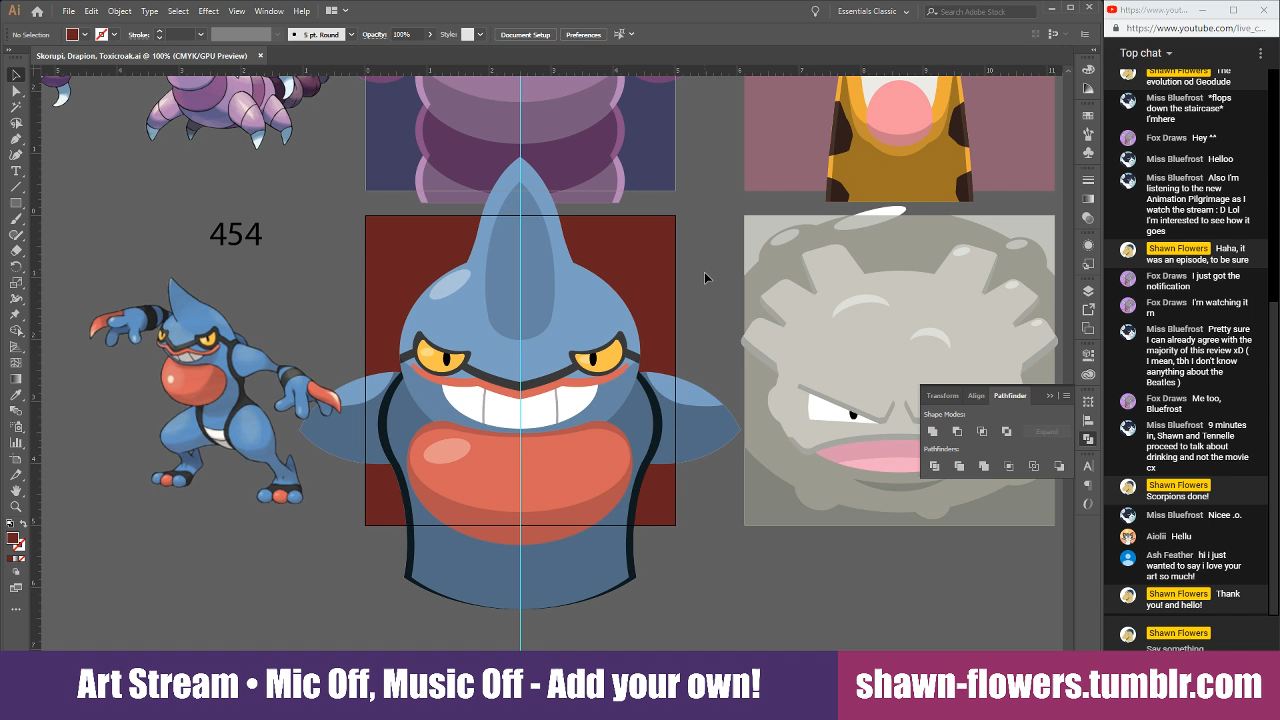 Ai File Edit Object Type Select Effect View Window Help Essentials Classic Search Adobe Stock
No Selection Stroke: 5 pt. Round Opacity: 100% Style: Document Setup Preferences
Skorupi, Drapion, Toxicroak.ai @ 100% (CMYK/GPU Preview)
454
Transform Align Pathfinder
Shape Modes:
Expand
Pathfinders:
https://www.yout...
https://www.youtube.com/live_c...
Top chat
Shawn Flowers The
evolution od Geodude
Miss Bluefrost *flops
down the staircase*
I'mhere
Fox Draws Hey ^^
Miss Bluefrost Helloo
Miss Bluefrost Also I'm
listening to the new
Animation Pilgrimage as I
watch the stream : D Lol
I'm interested to see how it
goes
Shawn Flowers Haha, it
was an episode, to be sure
Fox Draws I just got the
notification
Fox Draws I'm watching it
rn
Miss Bluefrost Pretty sure
I can already agree with the
majority of this review xD (
I mean, tbh I don't know
aanything about the
Beatles )
Fox Draws Me too,
Bluefrost
Miss Bluefrost 9 minutes
in, Shawn and Tennelle
proceed to talk about
drinking and not the movie
cx
Shawn Flowers
Scorpions done!
Miss Bluefrost Nicee .o.
Aiolii Hellu
Ash Feather hi i just
wanted to say i love your
art so much!
Shawn Flowers Thank
you! and hello!
Shawn Flowers
Say something...
Art Stream • Mic Off, Music Off - Add your own!
shawn-flowers.tumblr.com